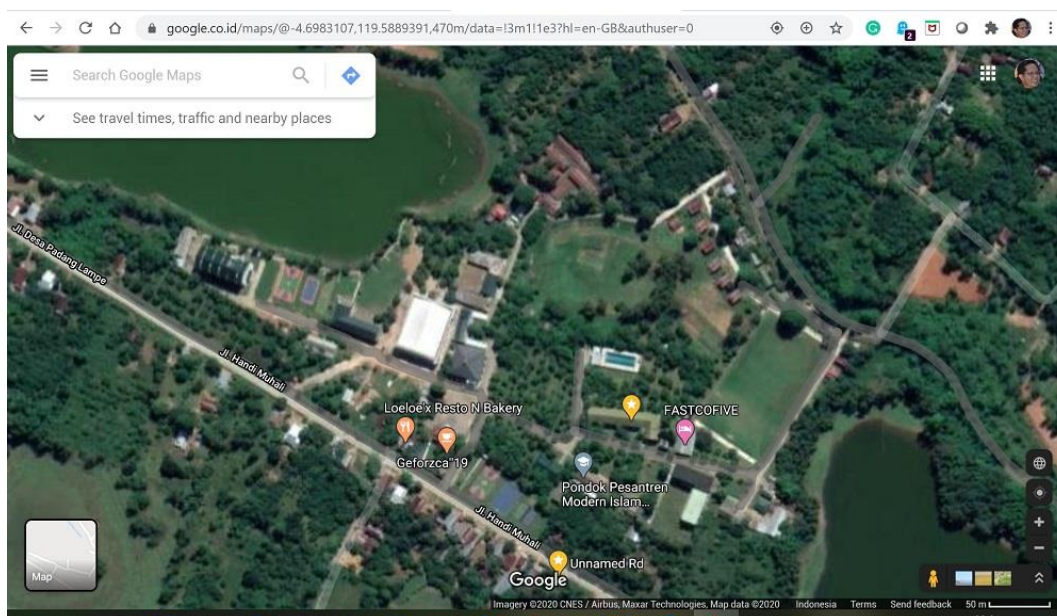 google.co.id/maps/@-4.6983107,119.5889391,470m/data=!3m1!1e3?hl=en-GB&authuser=0
2
Search Google Maps
See travel times, traffic and nearby places
Jl. Desa Padang Lampe
Jl. Handi Muhali
Loeloe'x Resto N Bakery
FASTCOFIVE
Geforzca"19
Pondok Pesantren
Modern Islam...
Jl. Handi Muhali
Unnamed Rd
Map
Google
Imagery ©2020 CNES / Airbus, Maxar Technologies, Map data ©2020 Indonesia Terms Send feedback 50 m